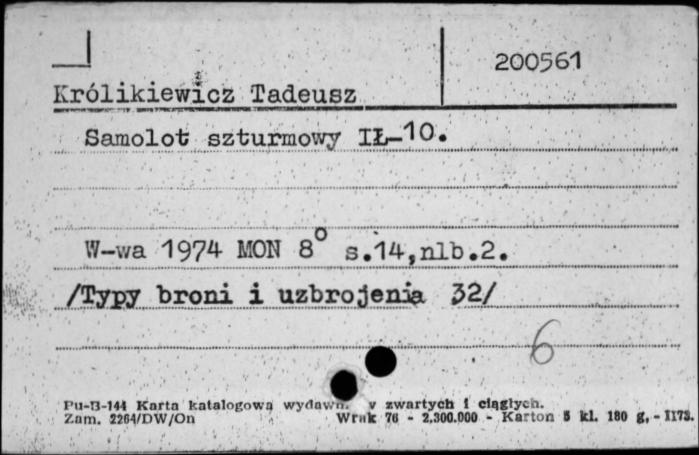 200561
Królikiewicz Tadeusz
Samolot szturmowy IŁ-10.
W-wa 1974 MON 8° s.14,nlb.2.
/Typy broni i uzbrojenia 32/
6
Pu-B-144 Karta katalogowa wydawn. w zwartych i ciągłych.
Zam. 2264/DW/On Wrak 76 - 2.300.000 - Karton 5 kl. 180 g, -